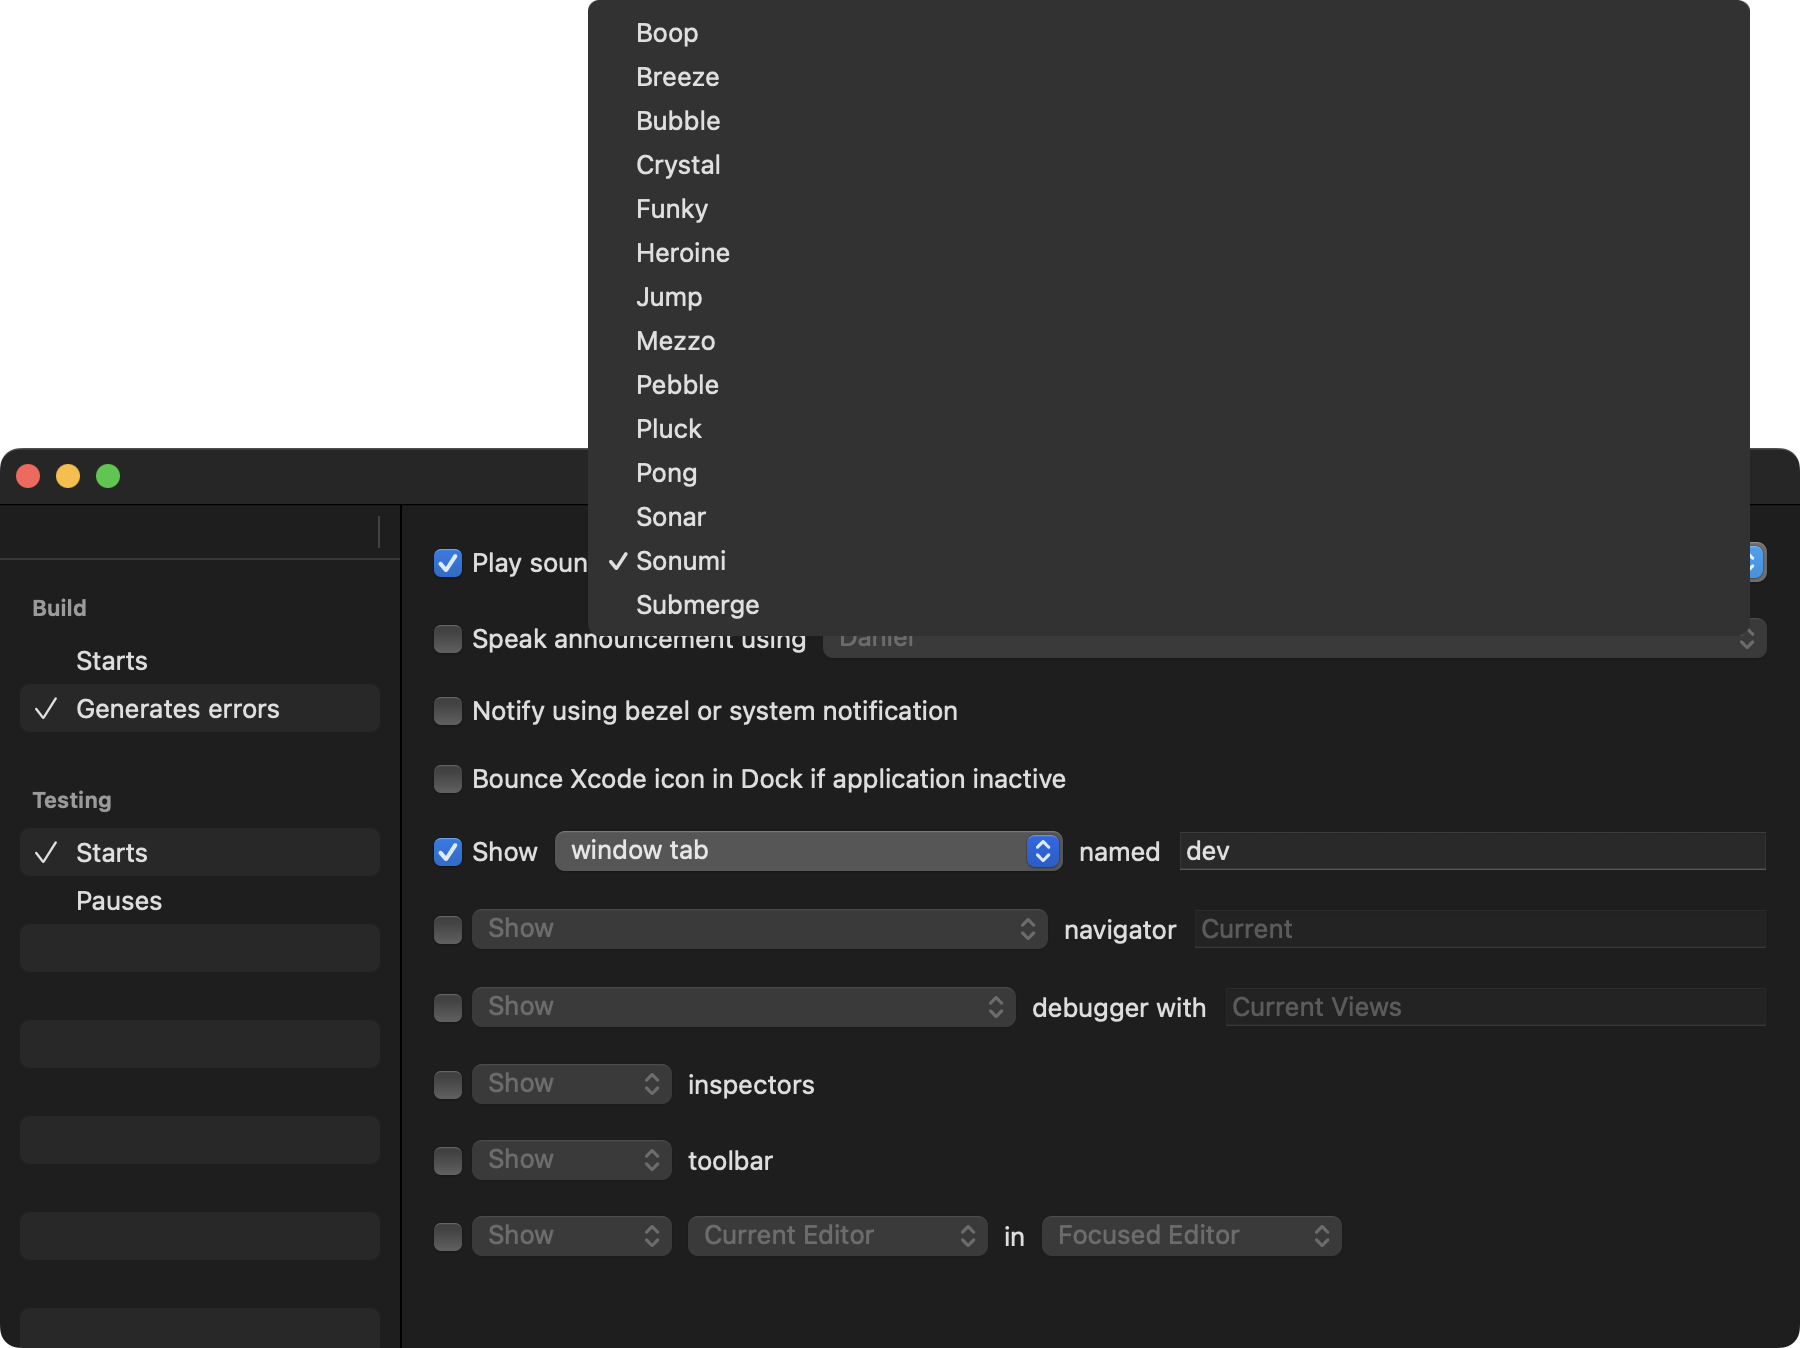 Boop
Breeze
Bubble
Crystal
Funky
Heroine
Jump
Mezzo
Pebble
Pluck
Pong
Sonar
✓ Sonumi
Submerge
Build
Starts
✓ Generates errors
Testing
✓ Starts
Pauses
Play soun
Speak announcement using Daniel
Notify using bezel or system notification
Bounce Xcode icon in Dock if application inactive
Show window tab named dev
Show navigator Current
Show debugger with Current Views
Show inspectors
Show toolbar
Show Current Editor in Focused Editor